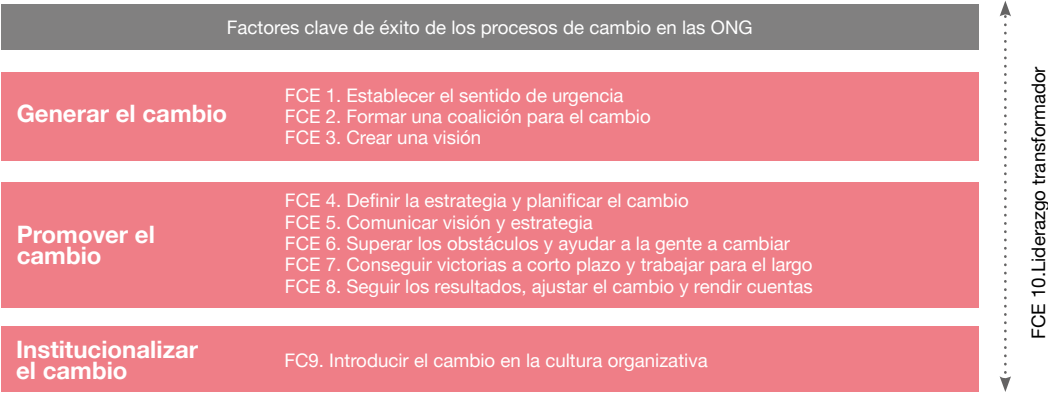 Factores clave de éxito de los procesos de cambio en las ONG
Generar el cambio
FCE 1. Establecer el sentido de urgencia
FCE 2. Formar una coalición para el cambio
FCE 3. Crear una visión
Promover el
cambio
FCE 4. Definir la estrategia y planificar el cambio
FCE 5. Comunicar visión y estrategia
FCE 6. Superar los obstáculos y ayudar a la gente a cambiar
FCE 7. Conseguir victorias a corto plazo y trabajar para el largo
FCE 8. Seguir los resultados, ajustar el cambio y rendir cuentas
Institucionalizar
el cambio
FC9. Introducir el cambio en la cultura organizativa
FCE 10.Liderazgo transformador